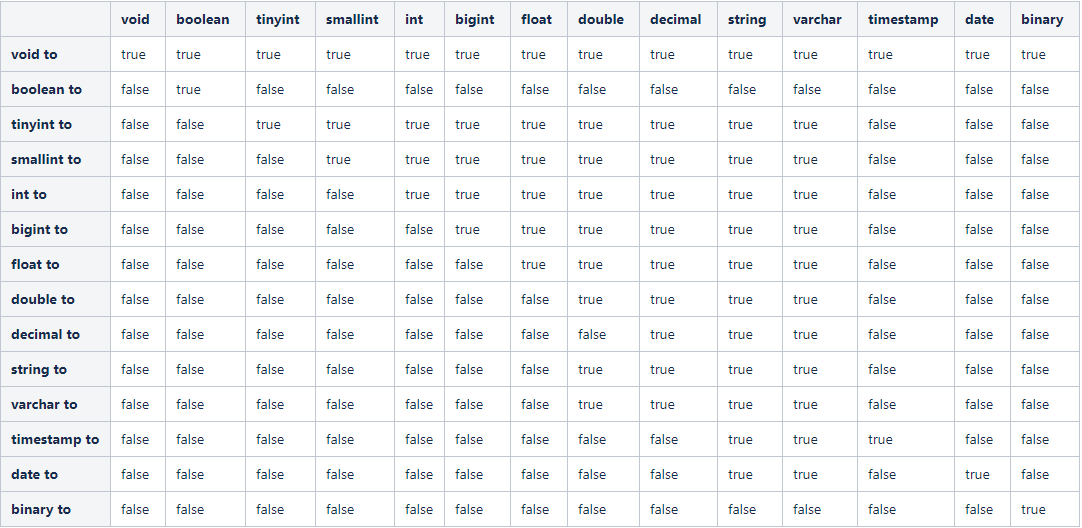 void boolean tinyint smallint int bigint float double decimal string varchar timestamp date binary
void to true true true true true true true true true true true true true true
boolean to false true false false false false false false false false false false false false
tinyint to false false true true true true true true true true true false false false
smallint to false false false true true true true true true true true false false false
int to false false false false true true true true true true true false false false
bigint to false false false false false true true true true true true false false false
float to false false false false false false true true true true true false false false
double to false false false false false false false true true true true false false false
decimal to false false false false false false false false true true true false false false
string to false false false false false false false true true true true false false false
varchar to false false false false false false false true true true true false false false
timestamp to false false false false false false false false false true true true false false
date to false false false false false false false false false true true false true false
binary to false false false false false false false false false false false false false true